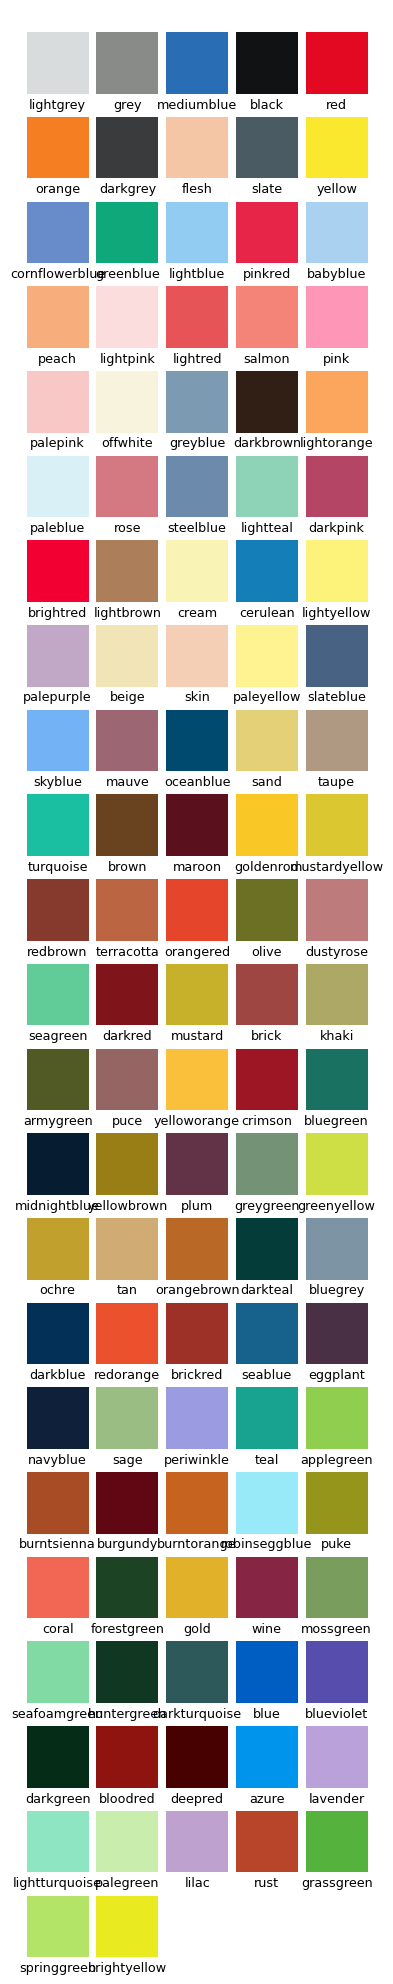 lightgrey grey mediumblue black red
orange darkgrey flesh slate yellow
cornflowerblue greenblue lightblue pinkred babyblue
peach lightpink lightred salmon pink
palepink offwhite greyblue darkbrown lightorange
paleblue rose steelblue lightteal darkpink
brightred lightbrown cream cerulean lightyellow
palepurple beige skin paleyellow slateblue
skyblue mauve oceanblue sand taupe
turquoise brown maroon goldenrod mustardyellow
redbrown terracotta orangered olive dustyrose
seagreen darkred mustard brick khaki
armygreen puce yelloworange crimson bluegreen
midnightblue yellowbrown plum greygreen greenyellow
ochre tan orangebrown darkteal bluegrey
darkblue redorange brickred seablue eggplant
navyblue sage periwinkle teal applegreen
burntsienna burgundy burntorange robinseggblue puke
coral forestgreen gold wine mossgreen
seafoamgreen huntergreen darkturquoise blue blueviolet
darkgreen bloodred deepred azure lavender
lightturquoise palegreen lilac rust grassgreen
springgreen brightyellow